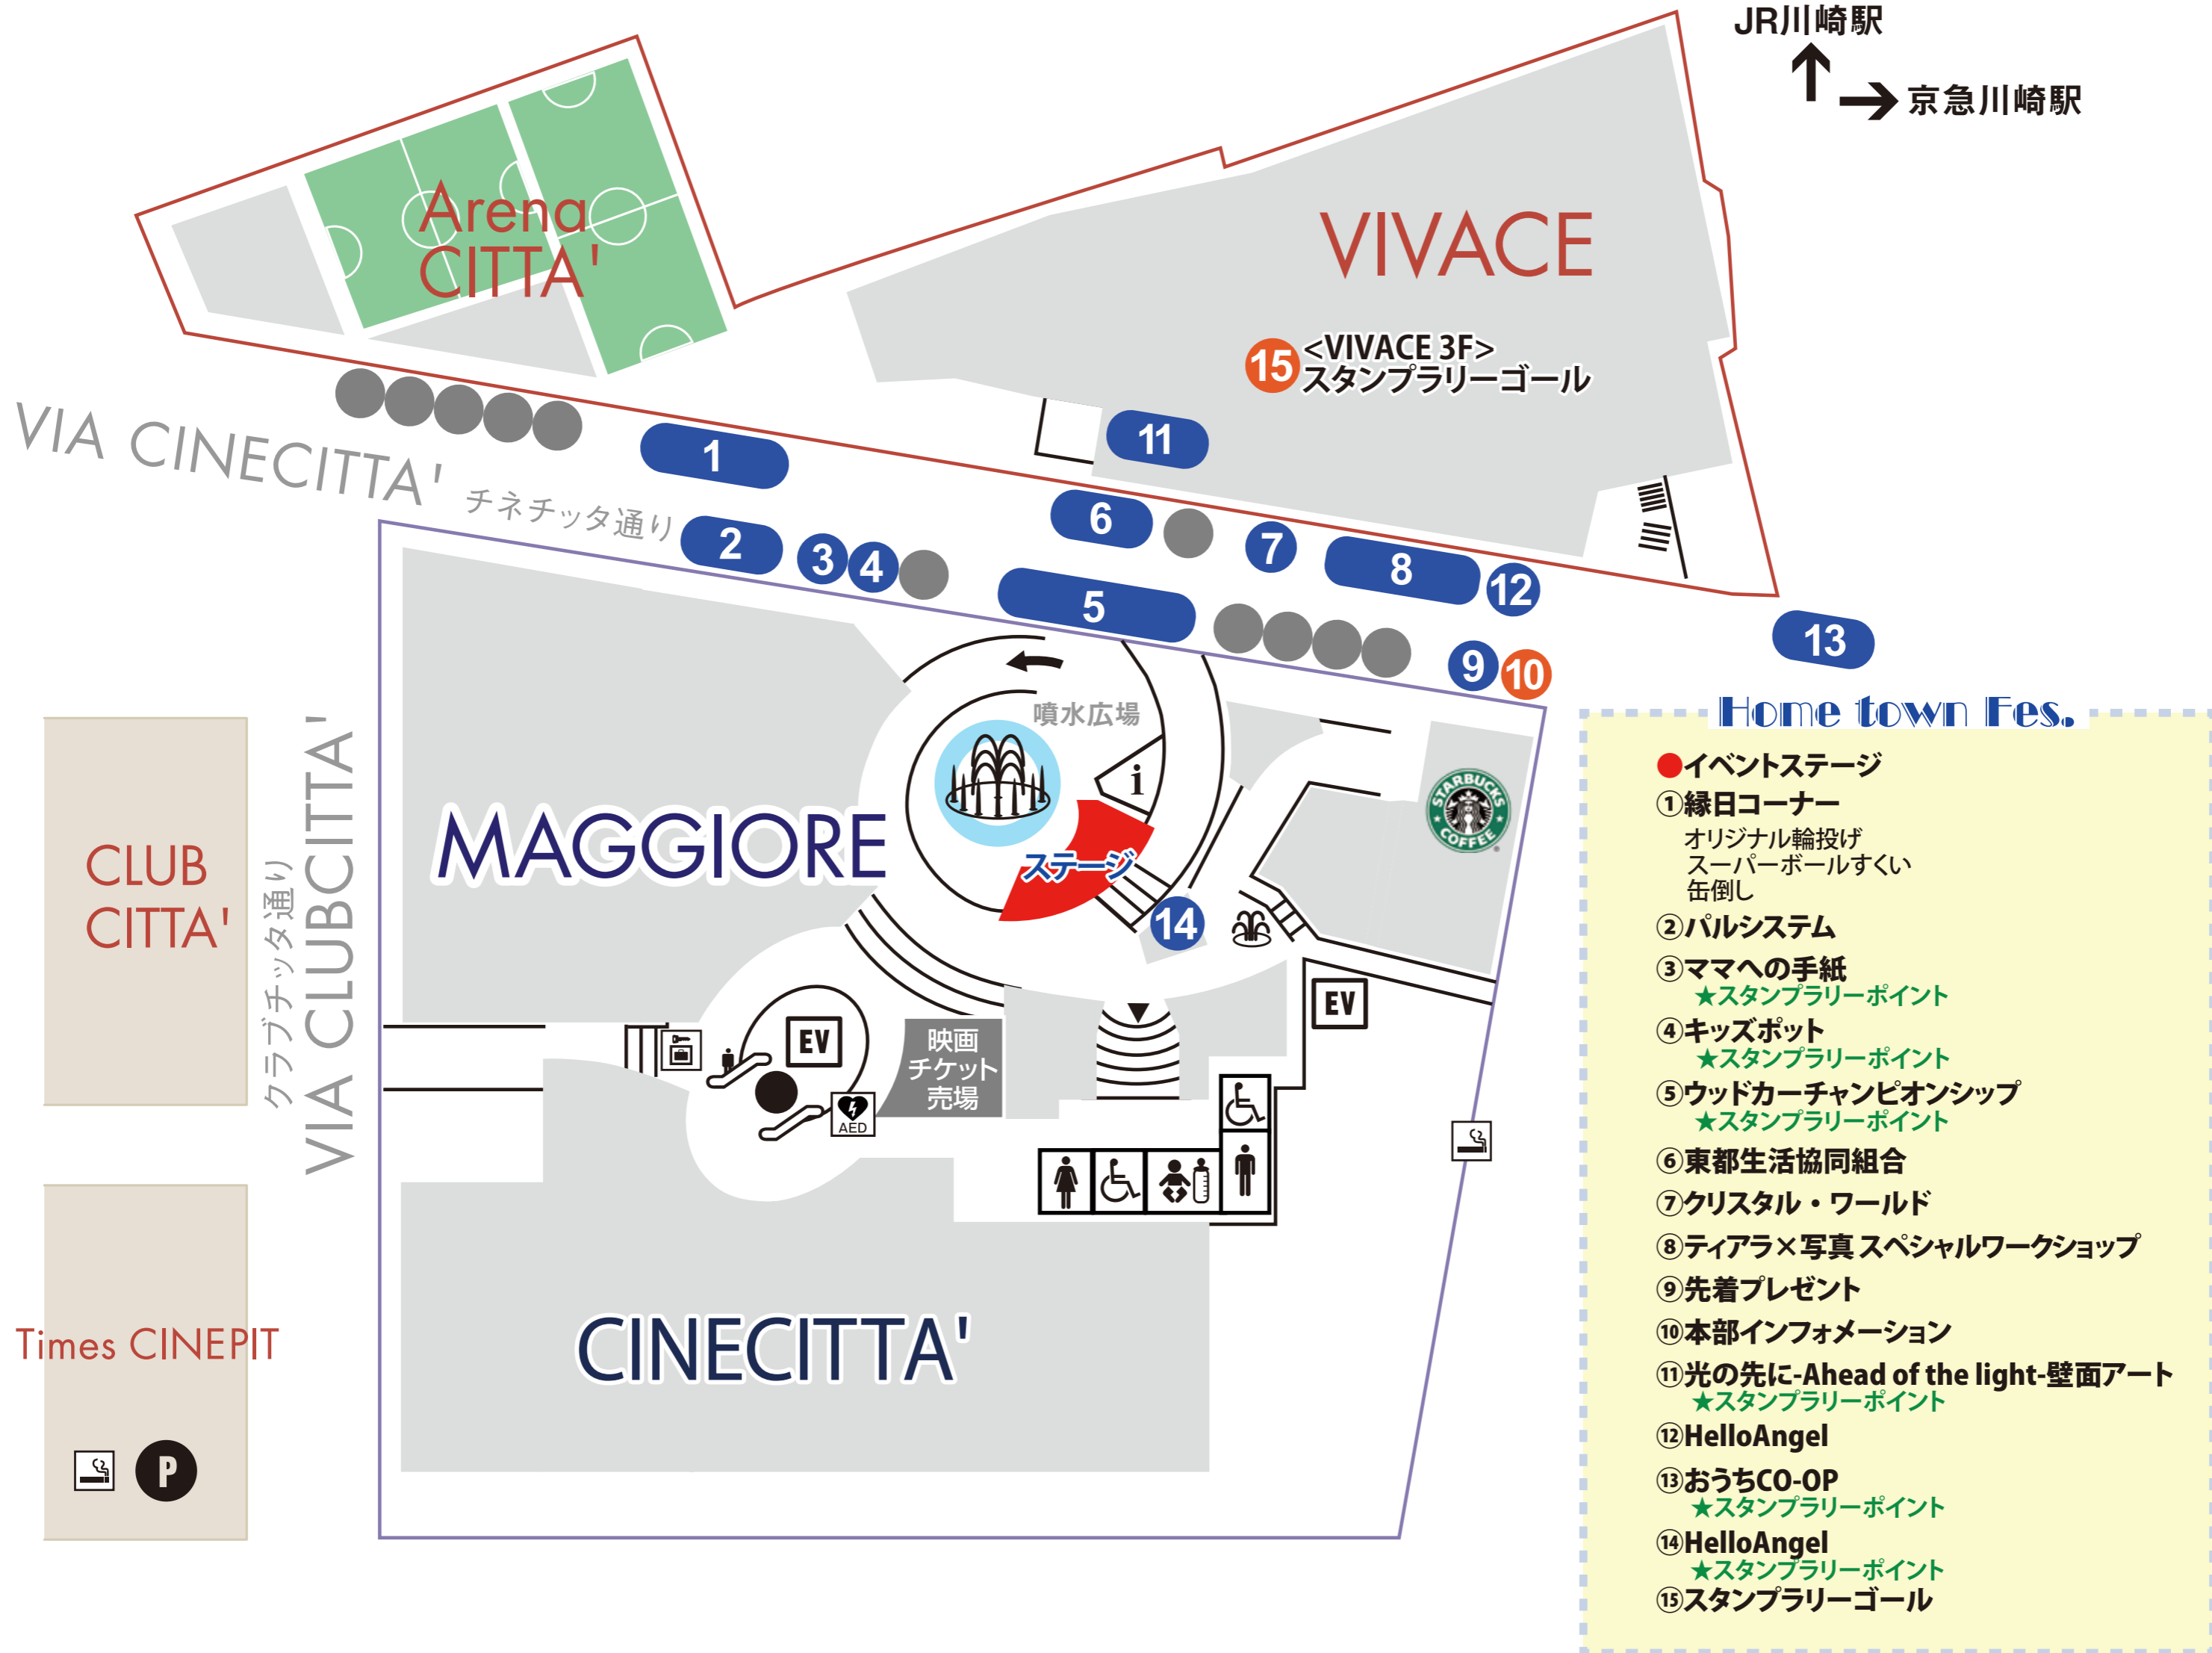 JR川崎駅
京急川崎駅
Arena
CITTA'
VIVACE
15
<VIVACE 3F>
スタンプラリーゴール
VIA CINECITTA'
チネチッタ通り
1
11
2
3
4
6
7
8
12
5
13
9
10
噴水広場
i
ステージ
14
MAGGIORE
STARBUCKS
COFFEE
®
CLUB
CITTA'
クラブチッタ通り
VIA CLUBCITTA'
EV
EV
映画
チケット
売場
AED
CINECITTA'
Times CINEPIT
P
Home town Fes.
●イベントステージ
①縁日コーナー
オリジナル輪投げ
スーパーボールすくい
缶倒し
②パルシステム
③ママへの手紙
★スタンプラリーポイント
④キッズポット
★スタンプラリーポイント
⑤ウッドカーチャンピオンシップ
★スタンプラリーポイント
⑥東都生活協同組合
⑦クリスタル・ワールド
⑧ティアラ×写真 スペシャルワークショップ
⑨先着プレゼント
⑩本部インフォメーション
⑪光の先に-Ahead of the light-壁面アート
★スタンプラリーポイント
⑫HelloAngel
⑬おうちCO-OP
★スタンプラリーポイント
⑭HelloAngel
★スタンプラリーポイント
⑮スタンプラリーゴール